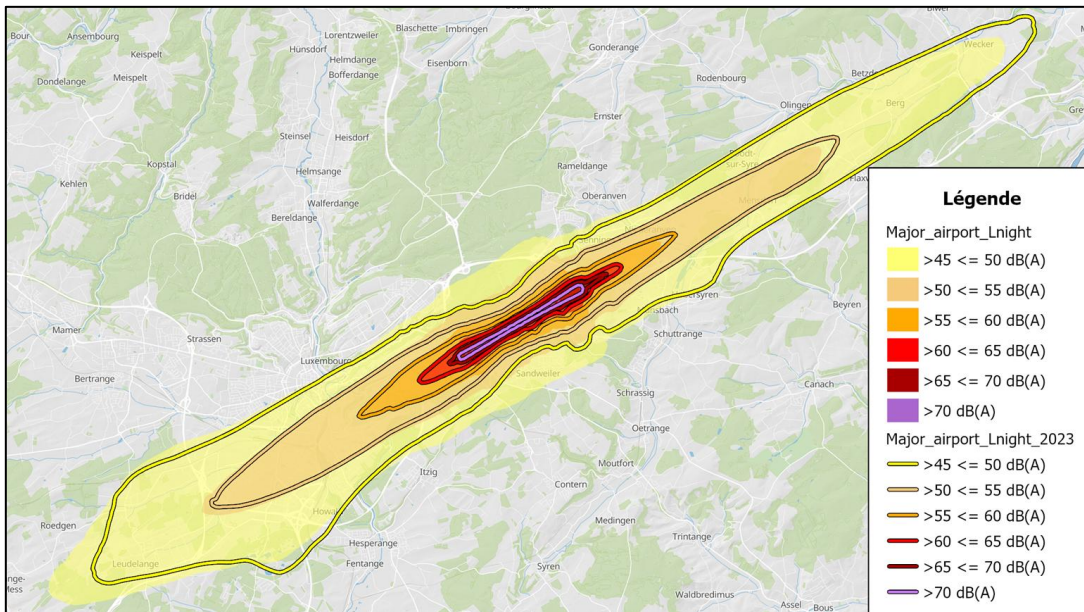 Bour
Ansembourg
Keispelt
Meispelt
Dondelange
Kopstal
Kehlen
Bridel
Hunsdorf
Lorentzweiler
Helmdange
Bofferdange
Blaschette
Imbringen
Eisenborn
Gonderange
Steinsel
Heisdorf
Helmsange
Walferdange
Bereldange
Ernster
Rameldange
Oberanven
Rodenbourg
Olingen
Betzdorf
Berg
Wecker
Biwer
Mamer
Strassen
Bertrange
Luxembourg
Sandweiler
Schuttrange
Schrassig
Oetrange
Canach
Beyren
Itzig
Contern
Moutfort
Medingen
Trintange
Syren
Waldbredimus
Assel
Bous
Hesperange
Fentange
Roedgen
Leudelange
Légende
Major_airport_Lnight
>45 <= 50 dB(A)
>50 <= 55 dB(A)
>55 <= 60 dB(A)
>60 <= 65 dB(A)
>65 <= 70 dB(A)
>70 dB(A)
Major_airport_Lnight_2023
>45 <= 50 dB(A)
>50 <= 55 dB(A)
>55 <= 60 dB(A)
>60 <= 65 dB(A)
>65 <= 70 dB(A)
>70 dB(A)